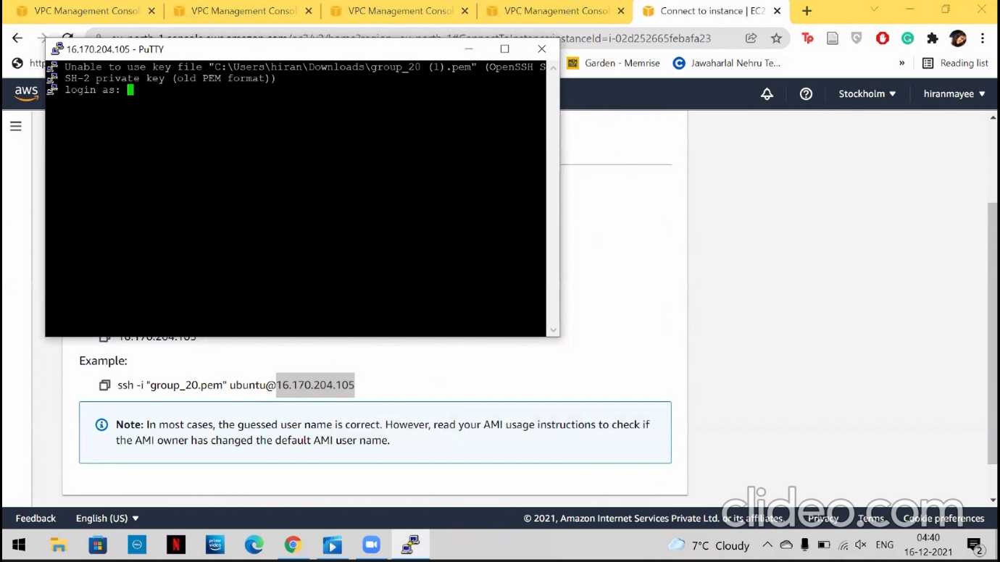 VPC Management Consol
VPC Management Consol
VPC Management Consol
VPC Management Consol
Connect to instance | EC2
16.170.204.105 - PuTTY
instanceId=i-02d252665febafa23
Garden - Memrise
Jawaharlal Nehru Te...
»
Reading list
aws
Unable to use key file "C:\Users\hiran\Downloads\group_20 (1).pem" (OpenSSH S
SH-2 private key (old PEM format))
login as:
Stockholm
hiranmayee
16.170.204.105
Example:
ssh -i "group_20.pem" ubuntu@16.170.204.105
Note: In most cases, the guessed user name is correct. However, read your AMI usage instructions to check if
the AMI owner has changed the default AMI user name.
clideo.com
Feedback
English (US)
© 2021, Amazon Internet Services Private Ltd. or its affiliates.
Privacy
Terms
Cookie preferences
7°C Cloudy
ENG
04:40
16-12-2021
2